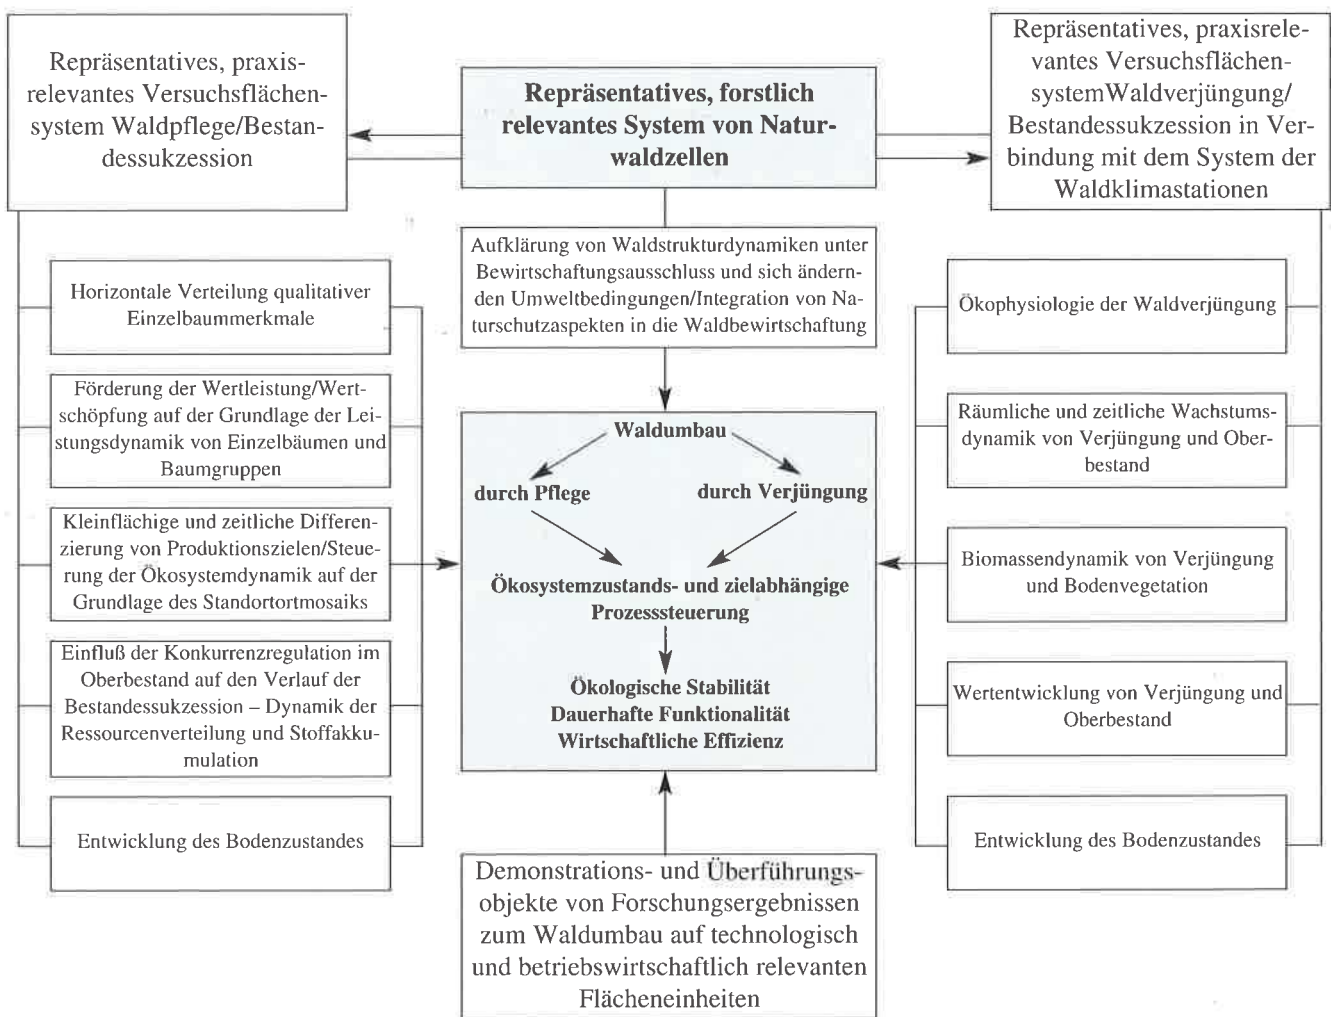 Repräsentatives, praxis-
relevantes Versuchsflächen-
system Waldpflege/Bestan-
dessukzession
Repräsentatives, forstlich
relevantes System von Natur-
waldzellen
Repräsentatives, praxisrele-
vantes Versuchsflächen-
systemWaldverjüngung/
Bestandessukzession in Ver-
bindung mit dem System der
Waldklimastationen
Horizontale Verteilung qualitativer
Einzelbaummerkmale
Förderung der Wertleistung/Wert-
schöpfung auf der Grundlage der Lei-
stungsdynamik von Einzelbäumen und
Baumgruppen
Kleinflächige und zeitliche Differen-
zierung von Produktionszielen/Steue-
rung der Ökosystemdynamik auf der
Grundlage des Standortortmosaiks
Einfluß der Konkurrenzregulation im
Oberbestand auf den Verlauf der
Bestandessukzession – Dynamik der
Ressourcenverteilung und Stoffakku-
mulation
Entwicklung des Bodenzustandes
Aufklärung von Waldstrukturdynamiken unter
Bewirtschaftungsausschluss und sich ändern-
den Umweltbedingungen/Integration von Na-
turschutzaspekten in die Waldbewirtschaftung
Waldumbau
durch Pflege
durch Verjüngung
Ökosystemzustands- und zielabhängige
Prozesssteuerung
Ökologische Stabilität
Dauerhafte Funktionalität
Wirtschaftliche Effizienz
Demonstrations- und Überführungs-
objekte von Forschungsergebnissen
zum Waldumbau auf technologisch
und betriebswirtschaftlich relevanten
Flächeneinheiten
Ökophysiologie der Waldverjüngung
Räumliche und zeitliche Wachstums-
dynamik von Verjüngung und Ober-
bestand
Biomassendynamik von Verjüngung
und Bodenvegetation
Wertentwicklung von Verjüngung und
Oberbestand
Entwicklung des Bodenzustandes